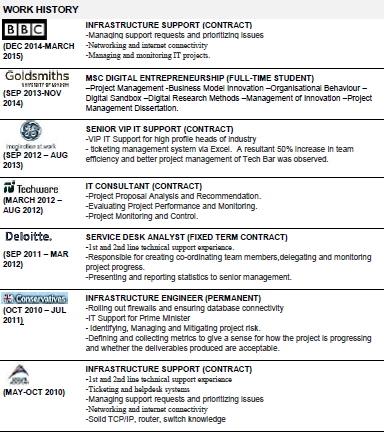 WORK HISTORY
BBC
INFRASTRUCTURE SUPPORT (CONTRACT)
(DEC 2014-MARCH 2015)
-Managing support requests and prioritizing issues
-Networking and internet connectivity
-Managing and monitoring IT projects.
Goldsmiths
UNIVERSITY OF LONDON
MSC DIGITAL ENTREPRENEURSHIP (FULL-TIME STUDENT)
(SEP 2013-NOV 2014)
–Project Management -Business Model Innovation –Organisational Behaviour –
Digital Sandbox –Digital Research Methods –Management of Innovation –Project
Management Dissertation.
imagination at work
SENIOR VIP IT SUPPORT (CONTRACT)
(SEP 2012 – AUG 2013)
-VIP IT Support for high profile heads of Industry
- ticketing management system via Excel. A resultant 50% increase in team
efficiency and better project management of Tech Bar was observed.
Techware
IT CONSULTANT (CONTRACT)
(MARCH 2012 – AUG 2012)
-Project Proposal Analysis and Recommendation.
-Evaluating Project Performance and Monitoring.
-Project Monitoring and Control.
Deloitte.
SERVICE DESK ANALYST (FIXED TERM CONTRACT)
(SEP 2011 – MAR 2012)
-1st and 2nd line technical support experience.
-Responsible for creating co-ordinating team members,delegating and monitoring
project progress.
-Presenting and reporting statistics to senior management.
Conservatives
INFRASTRUCTURE ENGINEER (PERMANENT)
(OCT 2010 – JUL 2011)
-Rolling out firewalls and ensuring database connectivity
-IT Support for Prime Minister
- Identifying, Managing and Mitigating project risk.
-Defining and collecting metrics to give a sense for how the project is progressing
and whether the deliverables produced are acceptable.
INFRASTRUCTURE SUPPORT (CONTRACT)
(MAY-OCT 2010)
-1st and 2nd line technical support experience
-Ticketing and helpdesk systems
-Managing support requests and prioritizing issues
-Networking and internet connectivity
-Solid TCP/IP, router, switch knowledge